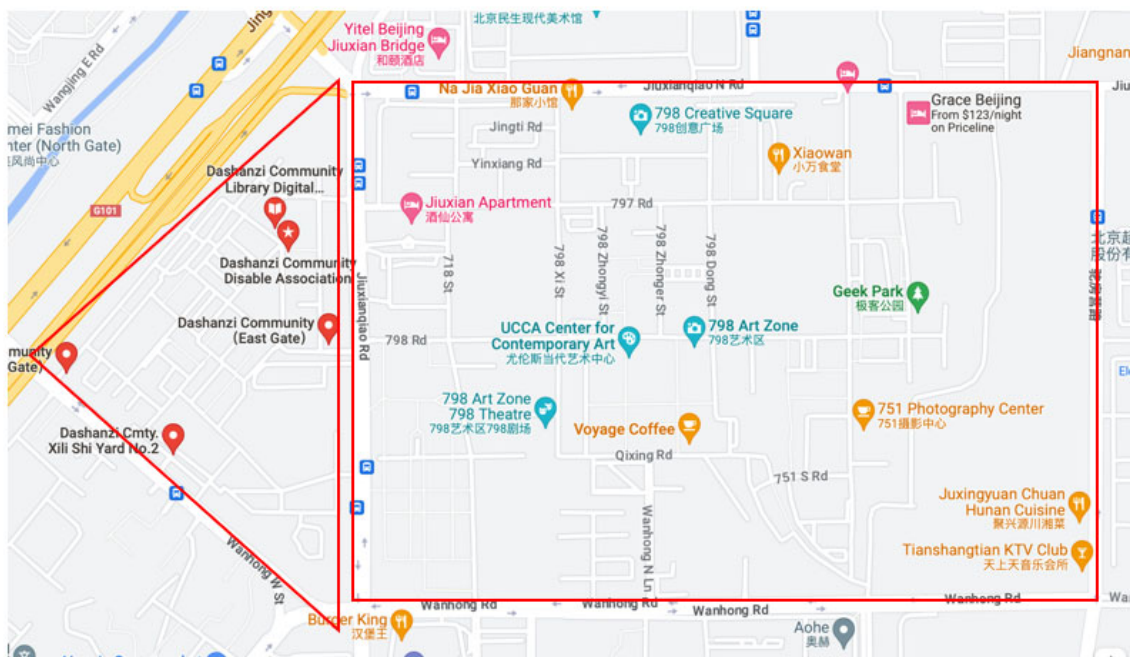 北京民生现代美术馆
Yitel Beijing
Jiuxian Bridge
和颐酒店
Jing
Wangjing E Rd
Jiangnan
Na Jia Xiao Guan
那家小馆
Jiuxianqiao N Rd
Jiu
798 Creative Square
798创意广场
Grace Beijing
From $123/night
on Priceline
Jingti Rd
mei Fashion
nter (North Gate)
风尚中心
Yinxiang Rd
Xiaowan
小万食堂
Dashanzi Community
Library Digital...
G101
Jiuxian Apartment
酒仙公寓
797 Rd
Dashanzi Community
Disable Association
718 St
798 Xi St
798 Zhongyi St
798 Zhonger St
798 Dong St
股份有
Jiuxianqiao Rd
Geek Park
极客公园
Dashanzi Community
(East Gate)
798 Rd
UCCA Center for
Contemporary Art
尤伦斯当代艺术中心
798 Art Zone
798艺术区
munity
Gate)
798 Art Zone
798 Theatre
798艺术区798剧场
Voyage Coffee
751 Photography Center
751摄影中心
Dashanzi Cmty.
Xili Shi Yard No.2
Qixing Rd
751 S Rd
Juxingyuan Chuan
Hunan Cuisine
聚兴源川湘菜
Wanhong N Ln
Wanhong W St
Tianshangtian KTV Club
天上天音乐会所
Wanhong Rd
Wanhong Rd
Wanhong Rd
Wanhong Rd
Burger King
汉堡王
Aohe
奥赫